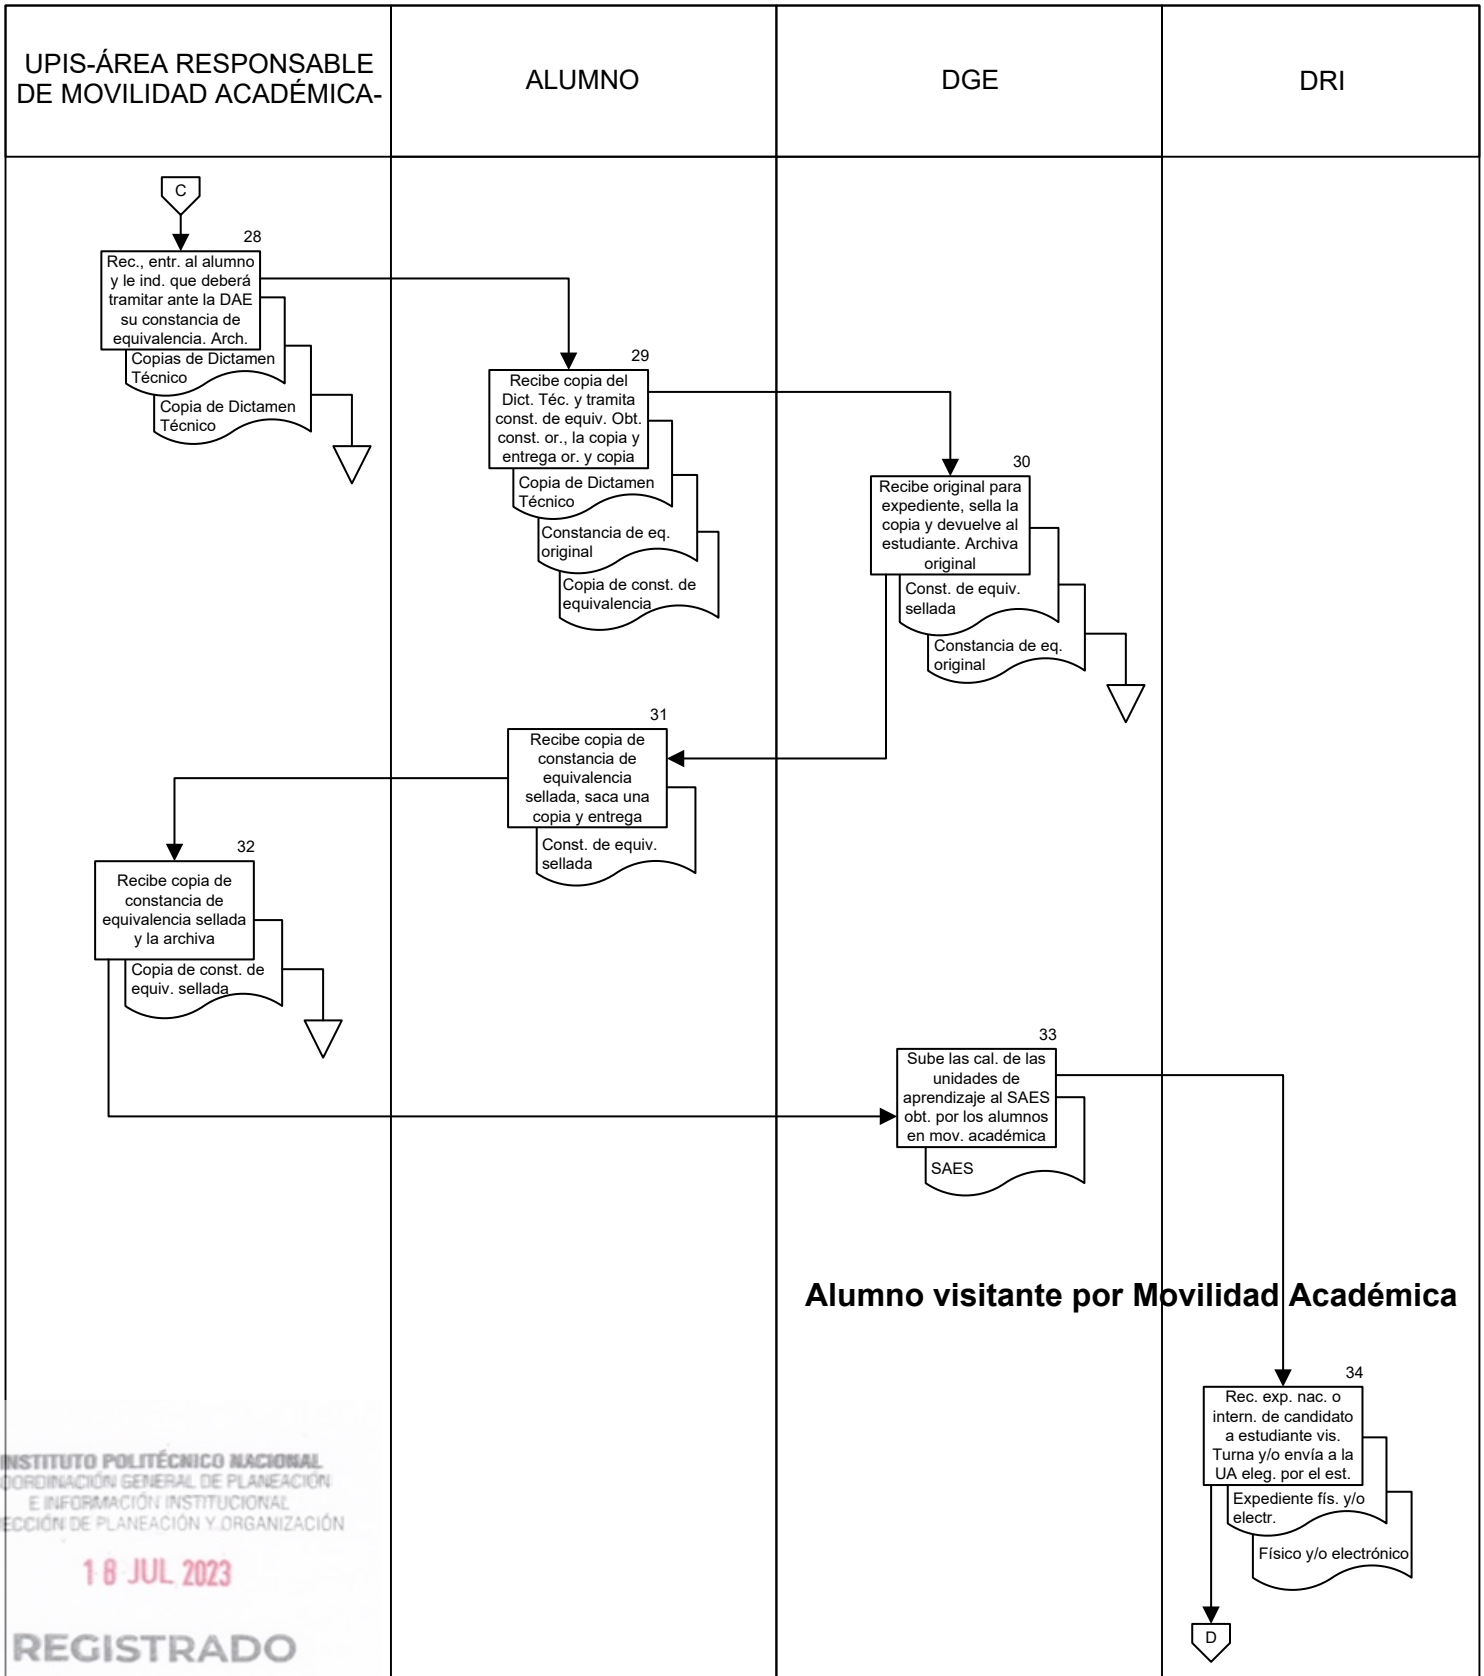 UPIS-ÁREA RESPONSABLE
DE MOVILIDAD ACADÉMICA-
ALUMNO
DGE
DRI
C
28
Rec., entr. al alumno
y le ind. que deberá
tramitar ante la DAE
su constancia de
equivalencia. Arch.
Copias de Dictamen
Técnico
Copia de Dictamen
Técnico
29
Recibe copia del
Dict. Téc. y tramita
const. de equiv. Obt.
const. or., la copia y
entrega or. y copia
Copia de Dictamen
Técnico
Constancia de eq.
original
Copia de const. de
equivalencia
30
Recibe original para
expediente, sella la
copia y devuelve al
estudiante. Archiva
original
Const. de equiv.
sellada
Constancia de eq.
original
31
Recibe copia de
constancia de
equivalencia
sellada, saca una
copia y entrega
Const. de equiv.
sellada
32
Recibe copia de
constancia de
equivalencia sellada
y la archiva
Copia de const. de
equiv. sellada
33
Sube las cal. de las
unidades de
aprendizaje al SAES
obt. por los alumnos
en mov. académica
SAES
Alumno visitante por Movilidad Académica
34
Rec. exp. nac. o
intern. de candidato
a estudiante vis.
Turna y/o envía a la
UA eleg. por el est.
Expediente fís. y/o
electr.
Físico y/o electrónico
D
NSTITUTO POLITÉCNICO NACIONAL
OORDINACIÓN GENERAL DE PLANEACIÓN
E INFORMACIÓN INSTITUCIONAL
ECCIÓN DE PLANEACIÓN Y ORGANIZACIÓN
18 JUL 2023
REGISTRADO